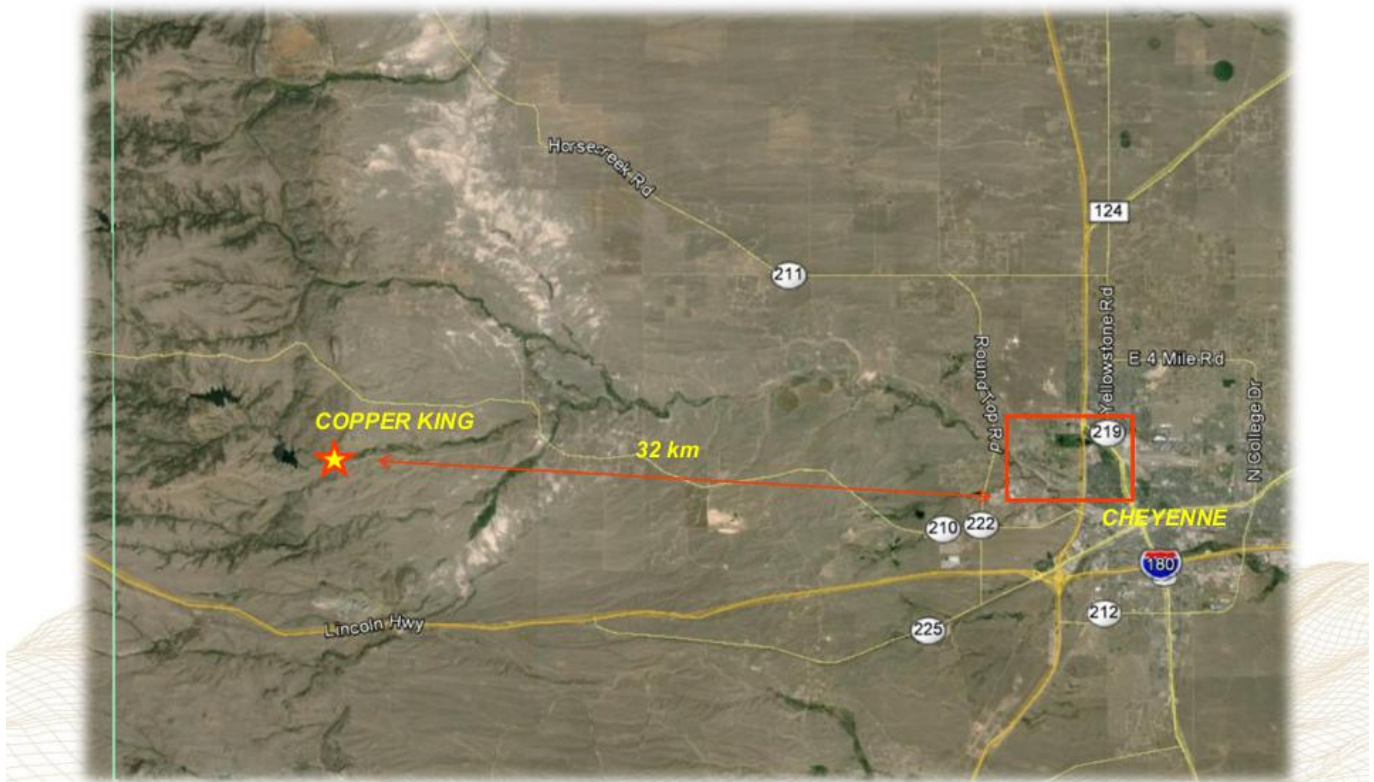 Horsecreek Rd
124
211
Yellowstone Rd
Round Top Rd
E 4 Mile Rd
N College Dr
COPPER KING
219
32 km
CHEYENNE
210
222
180
212
Lincoln Hwy
225